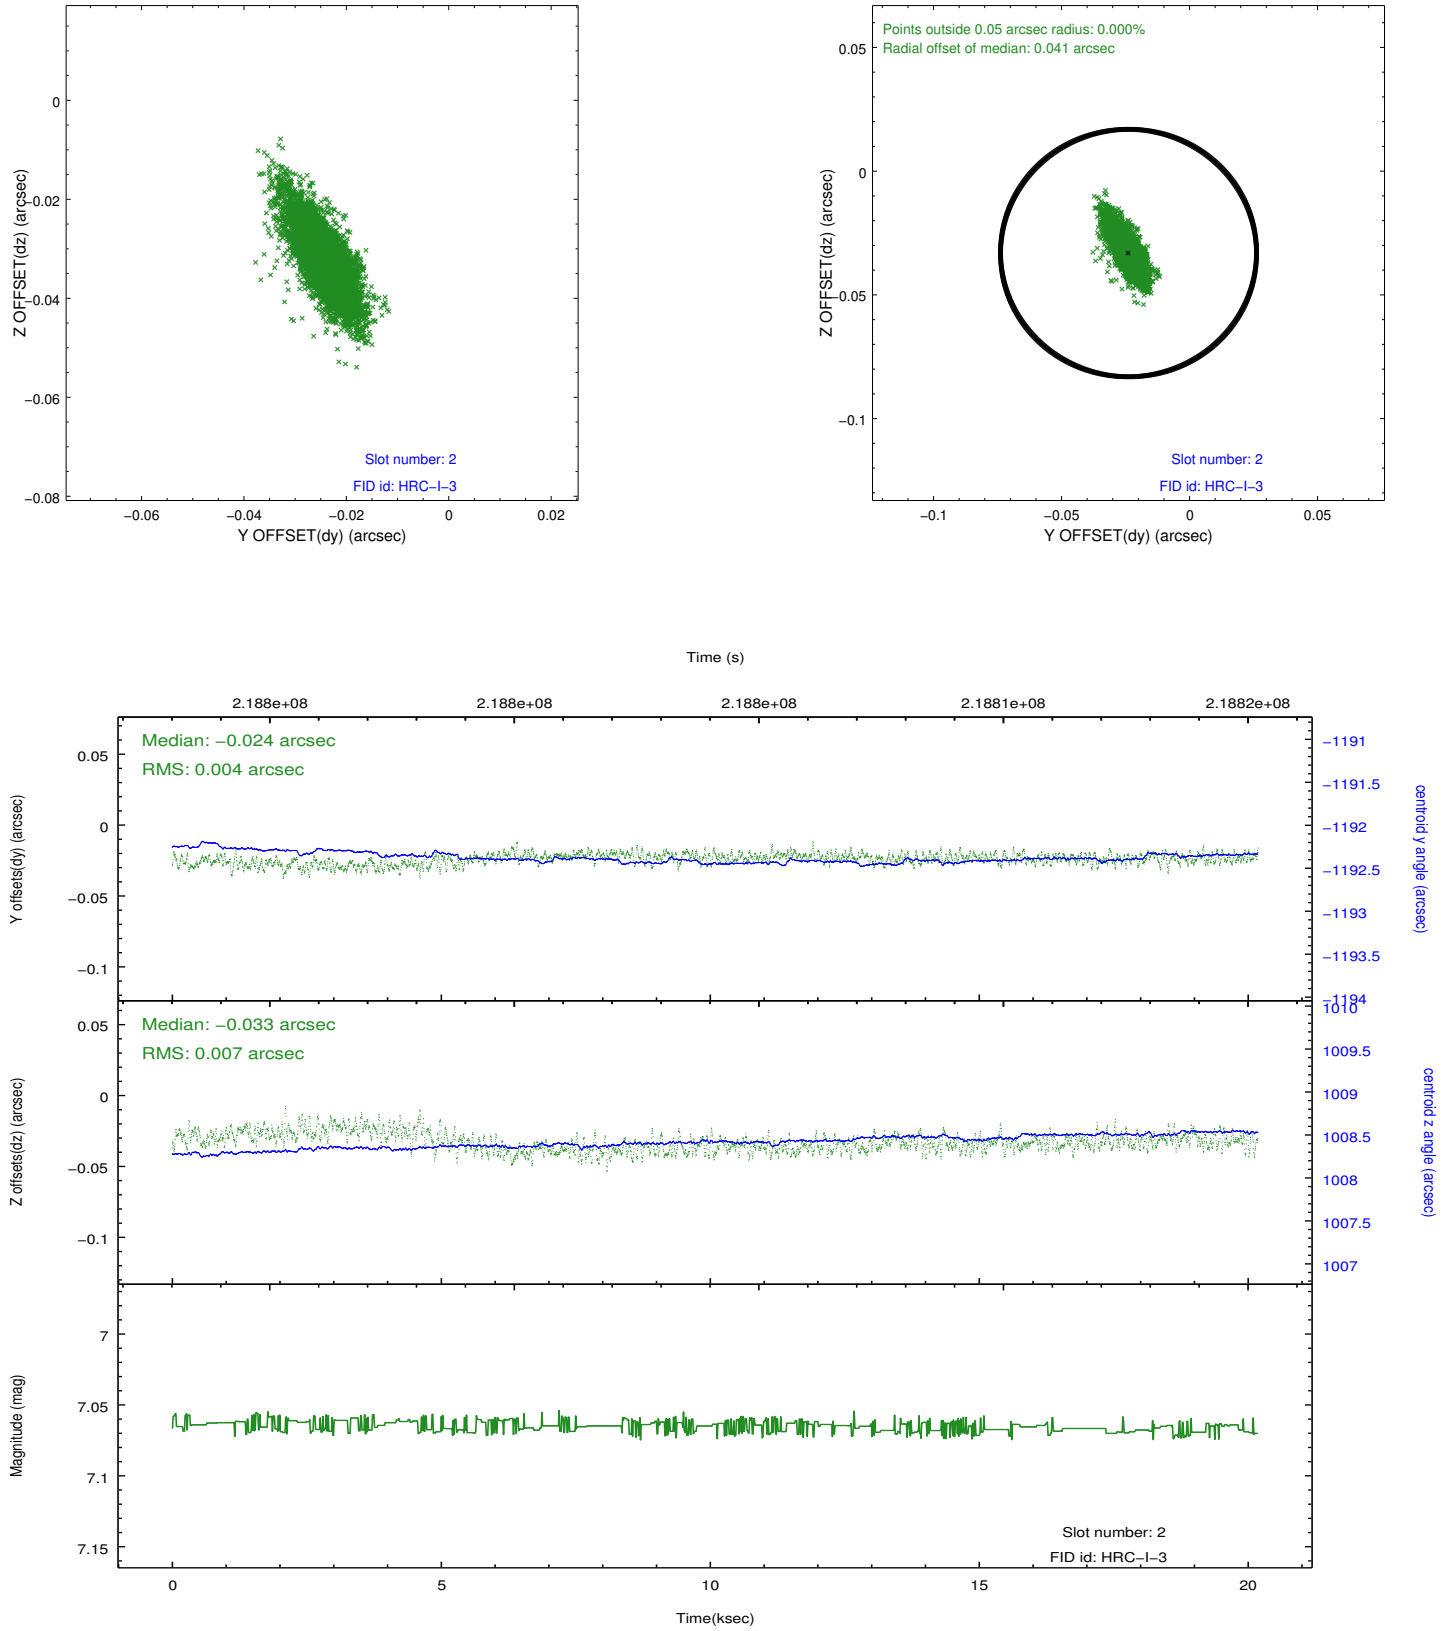 0
−0.02
−0.04
−0.06
−0.08
Z OFFSET(dz) (arcsec)
Slot number: 2
FID id: HRC−I−3
−0.06
−0.04
−0.02
0
0.02
Y OFFSET(dy) (arcsec)
Points outside 0.05 arcsec radius: 0.000%
Radial offset of median: 0.041 arcsec
0.05
0
−0.05
−0.1
Z OFFSET(dz) (arcsec)
Slot number: 2
FID id: HRC−I−3
−0.1
−0.05
0
0.05
Y OFFSET(dy) (arcsec)
Time (s)
2.188e+08
2.188e+08
2.188e+08
2.1881e+08
2.1882e+08
Median: −0.024 arcsec
RMS: 0.004 arcsec
0.05
0
−0.05
−0.1
Y offsets(dy) (arcsec)
−1191
−1191.5
−1192
−1192.5
−1193
−1193.5
−1194
centroid y angle (arcsec)
Median: −0.033 arcsec
RMS: 0.007 arcsec
0.05
0
−0.05
−0.1
Z offsets(dz) (arcsec)
1010
1009.5
1009
1008.5
1008
1007.5
1007
centroid z angle (arcsec)
7
7.05
7.1
7.15
Magnitude (mag)
Slot number: 2
FID id: HRC−I−3
0
5
10
15
20
Time(ksec)